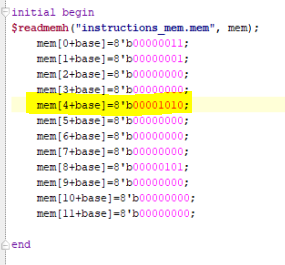 initial begin
$readmemh("instructions_mem.mem", mem);
mem[0+base]=8'b00000011;
mem[1+base]=8'b00000001;
mem[2+base]=8'b00000000;
mem[3+base]=8'b00000000;
mem[4+base]=8'b00001010;
mem[5+base]=8'b00000000;
mem[6+base]=8'b00000000;
mem[7+base]=8'b00000000;
mem[8+base]=8'b00000101;
mem[9+base]=8'b00000000;
mem[10+base]=8'b00000000;
mem[11+base]=8'b00000000;
end